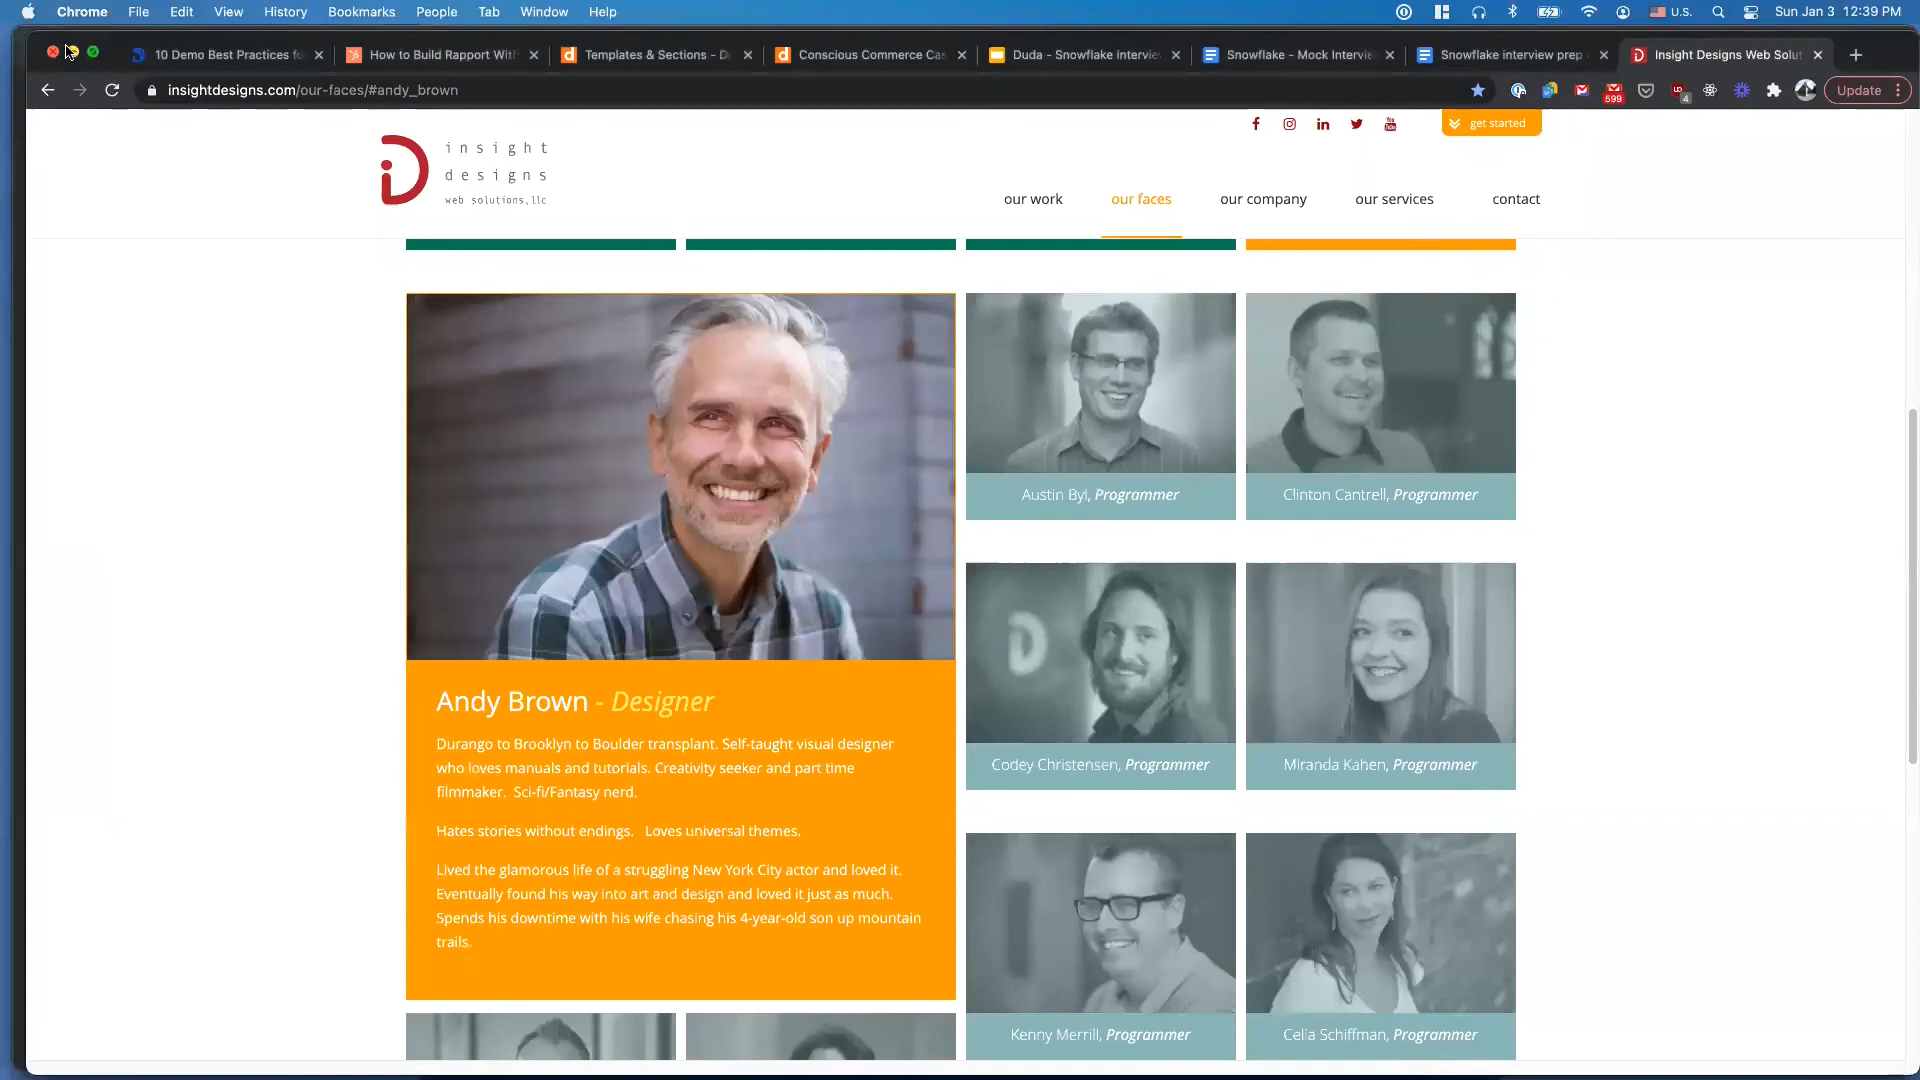 Chrome File Edit View History Bookmarks People Tab Window Help
U.S. Sun Jan 3 12:39 PM
10 Demo Best Practices fo
How to Build Rapport With
Templates & Sections - D
Conscious Commerce Cas
Duda - Snowflake intervie
Snowflake - Mock Intervie
Snowflake interview prep
Insight Designs Web Solut
insightdesigns.com/our-faces/#andy_brown
599
4
Update
get started
insight
designs
web solutions, llc
our work our faces our company our services contact
Austin Byl, Programmer
Clinton Cantrell, Programmer
Andy Brown - Designer
Durango to Brooklyn to Boulder transplant. Self-taught visual designer
who loves manuals and tutorials. Creativity seeker and part time
filmmaker. Sci-fi/Fantasy nerd.
Hates stories without endings. Loves universal themes.
Lived the glamorous life of a struggling New York City actor and loved it.
Eventually found his way into art and design and loved it just as much.
Spends his downtime with his wife chasing his 4-year-old son up mountain
trails.
Codey Christensen, Programmer
Miranda Kahen, Programmer
Kenny Merrill, Programmer
Celia Schiffman, Programmer